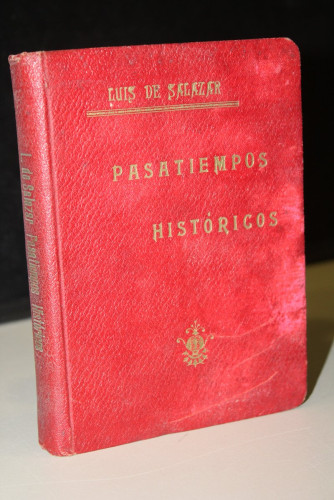 LUIS DE SALAZAR
PASATIEMPOS
HISTÓRICOS
L. de Salazar. Pasatiempos históricos